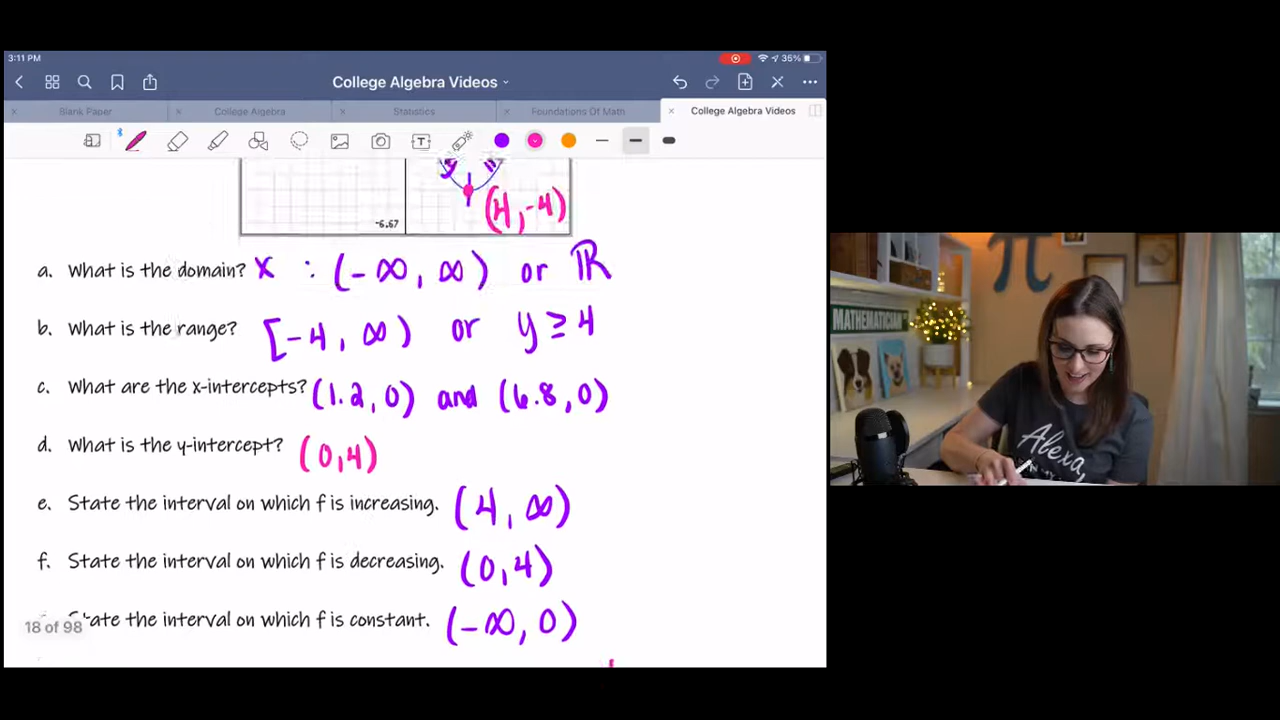 3:11 PM
35%
College Algebra Videos
Blank Paper
College Algebra
Statistics
Foundations Of Math
College Algebra Videos
(4,-4)
-6.67
a. What is the domain? x : (-∞, ∞) or ℝ
b. What is the range? [-4, ∞) or y ≥ 4
c. What are the x-intercepts? (1.2, 0) and (6.8, 0)
d. What is the y-intercept? (0,4)
e. State the interval on which f is increasing. (4, ∞)
f. State the interval on which f is decreasing. (0,4)
State the interval on which f is constant. (-∞, 0)
18 of 98
MATHEMATICIAN
Alexa,